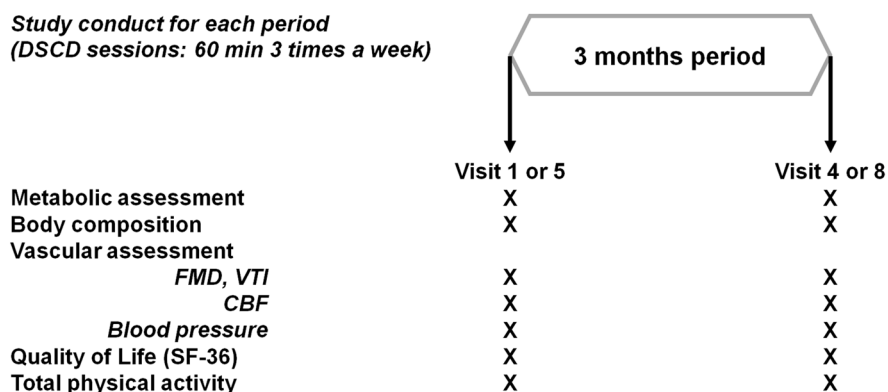 Study conduct for each period
(DSCD sessions: 60 min 3 times a week)
3 months period
Visit 1 or 5 Visit 4 or 8
Metabolic assessment X X
Body composition X X
Vascular assessment
FMD, VTI X X
CBF X X
Blood pressure X X
Quality of Life (SF-36) X X
Total physical activity X X